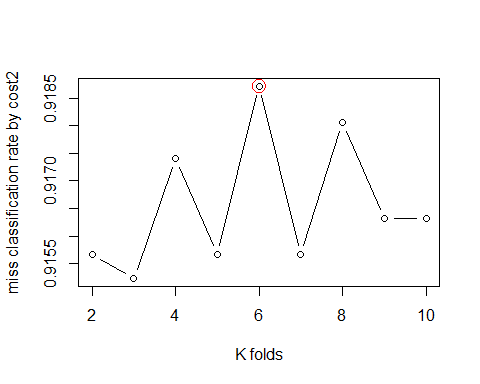 miss classification rate by cost2
0.9185
0.9170
0.9155
2 4 6 8 10
K folds